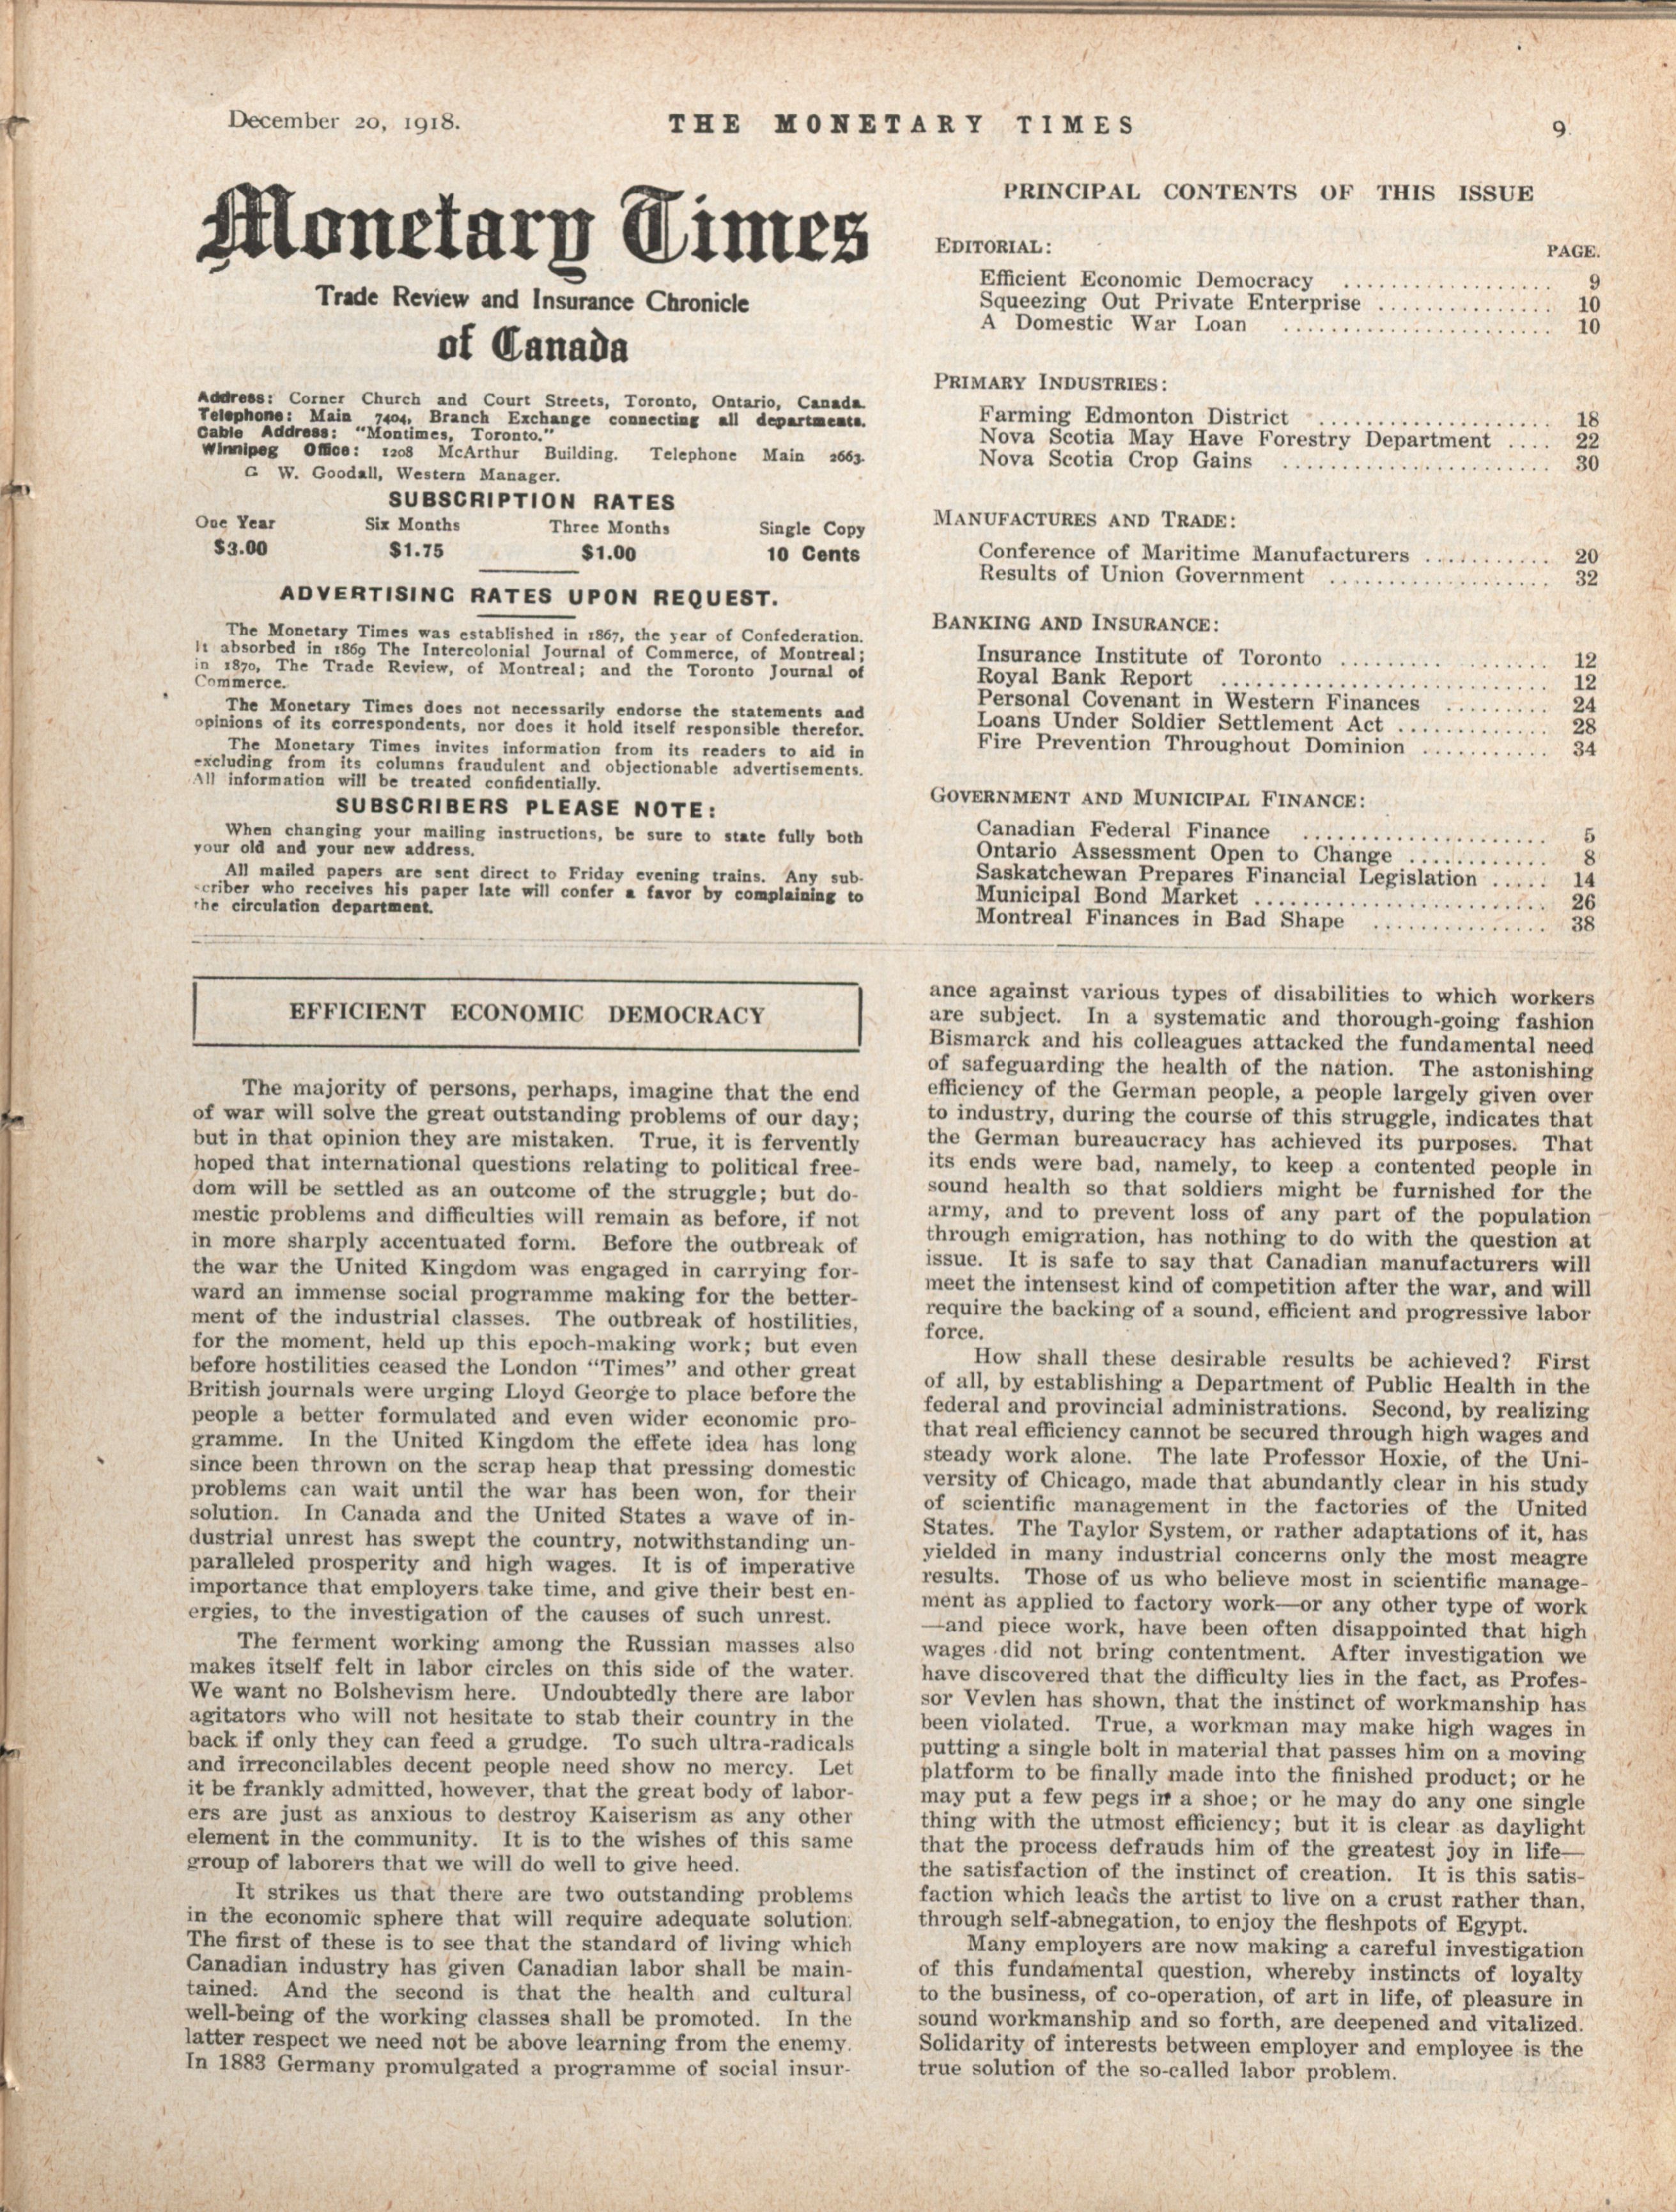 December 20, 1918.
THE MONETARY TIMES
9
Monetary Times
Trade Review and Insurance Chronicle
of Canada
Address: Corner Church and Court Streets, Toronto, Ontario, Canada.
Telephone: Main 7404, Branch Exchange connecting all departments.
Cable Address: "Montimes, Toronto."
Winnipeg Office: 1208 McArthur Building. Telephone Main 2663.
G. W. Goodall, Western Manager.
SUBSCRIPTION RATES
One Year Six Months Three Months Single Copy
$3.00 $1.75 $1.00 10 Cents
ADVERTISING RATES UPON REQUEST.
The Monetary Times was established in 1867, the year of Confederation.
It absorbed in 1869 The Intercolonial Journal of Commerce, of Montreal;
in 1870, The Trade Review, of Montreal; and the Toronto Journal of
Commerce.
The Monetary Times does not necessarily endorse the statements and
opinions of its correspondents, nor does it hold itself responsible therefor.
The Monetary Times invites information from its readers to aid in
excluding from its columns fraudulent and objectionable advertisements.
All information will be treated confidentially.
SUBSCRIBERS PLEASE NOTE:
When changing your mailing instructions, be sure to state fully both
your old and your new address.
All mailed papers are sent direct to Friday evening trains. Any sub-
scriber who receives his paper late will confer a favor by complaining to
the circulation department.
PRINCIPAL CONTENTS OF THIS ISSUE
EDITORIAL: PAGE.
Efficient Economic Democracy .................. 9
Squeezing Out Private Enterprise ............... 10
A Domestic War Loan ....................... 10
PRIMARY INDUSTRIES:
Farming Edmonton District .................... 18
Nova Scotia May Have Forestry Department .... 22
Nova Scotia Crop Gains ....................... 30
MANUFACTURES AND TRADE:
Conference of Maritime Manufacturers ........... 20
Results of Union Government ................... 32
BANKING AND INSURANCE:
Insurance Institute of Toronto .................. 12
Royal Bank Report ............................ 12
Personal Covenant in Western Finances ......... 24
Loans Under Soldier Settlement Act ............. 28
Fire Prevention Throughout Dominion ........... 34
GOVERNMENT AND MUNICIPAL FINANCE:
Canadian Federal Finance ..................... 5
Ontario Assessment Open to Change ............ 8
Saskatchewan Prepares Financial Legislation ..... 14
Municipal Bond Market ......................... 26
Montreal Finances in Bad Shape ............... 38
EFFICIENT ECONOMIC DEMOCRACY
The majority of persons, perhaps, imagine that the end
of war will solve the great outstanding problems of our day;
but in that opinion they are mistaken. True, it is fervently
hoped that international questions relating to political free-
dom will be settled as an outcome of the struggle; but do-
mestic problems and difficulties will remain as before, if not
in more sharply accentuated form. Before the outbreak of
the war the United Kingdom was engaged in carrying for-
ward an immense social programme making for the better-
ment of the industrial classes. The outbreak of hostilities,
for the moment, held up this epoch-making work; but even
before hostilities ceased the London "Times" and other great
British journals were urging Lloyd George to place before the
people a better formulated and even wider economic pro-
gramme. In the United Kingdom the effete idea has long
since been thrown on the scrap heap that pressing domestic
problems can wait until the war has been won, for their
solution. In Canada and the United States a wave of in-
dustrial unrest has swept the country, notwithstanding un-
paralleled prosperity and high wages. It is of imperative
importance that employers take time, and give their best en-
ergies, to the investigation of the causes of such unrest.
The ferment working among the Russian masses also
makes itself felt in labor circles on this side of the water.
We want no Bolshevism here. Undoubtedly there are labor
agitators who will not hesitate to stab their country in the
back if only they can feed a grudge. To such ultra-radicals
and irreconcilables decent people need show no mercy. Let
it be frankly admitted, however, that the great body of labor-
ers are just as anxious to destroy Kaiserism as any other
element in the community. It is to the wishes of this same
group of laborers that we will do well to give heed.
It strikes us that there are two outstanding problems
in the economic sphere that will require adequate solution.
The first of these is to see that the standard of living which
Canadian industry has given Canadian labor shall be main-
tained. And the second is that the health and cultural
well-being of the working classes shall be promoted. In the
latter respect we need not be above learning from the enemy.
In 1883 Germany promulgated a programme of social insur-
ance against various types of disabilities to which workers
are subject. In a systematic and thorough-going fashion
Bismarck and his colleagues attacked the fundamental need
of safeguarding the health of the nation. The astonishing
efficiency of the German people, a people largely given over
to industry, during the course of this struggle, indicates that
the German bureaucracy has achieved its purposes. That
its ends were bad, namely, to keep a contented people in
sound health so that soldiers might be furnished for the
army, and to prevent loss of any part of the population
through emigration, has nothing to do with the question at
issue. It is safe to say that Canadian manufacturers will
meet the intensest kind of competition after the war, and will
require the backing of a sound, efficient and progressive labor
force.
How shall these desirable results be achieved? First
of all, by establishing a Department of Public Health in the
federal and provincial administrations. Second, by realizing
that real efficiency cannot be secured through high wages and
steady work alone. The late Professor Hoxie, of the Uni-
versity of Chicago, made that abundantly clear in his study
of scientific management in the factories of the United
States. The Taylor System, or rather adaptations of it, has
yielded in many industrial concerns only the most meagre
results. Those of us who believe most in scientific manage-
ment as applied to factory work—or any other type of work
—and piece work, have been often disappointed that high
wages did not bring contentment. After investigation we
have discovered that the difficulty lies in the fact, as Profes-
sor Vevlen has shown, that the instinct of workmanship has
been violated. True, a workman may make high wages in
putting a single bolt in material that passes him on a moving
platform to be finally made into the finished product; or he
may put a few pegs in a shoe; or he may do any one single
thing with the utmost efficiency; but it is clear as daylight
that the process defrauds him of the greatest joy in life—
the satisfaction of the instinct of creation. It is this satis-
faction which leads the artist to live on a crust rather than,
through self-abnegation, to enjoy the fleshpots of Egypt.
Many employers are now making a careful investigation
of this fundamental question, whereby instincts of loyalty
to the business, of co-operation, of art in life, of pleasure in
sound workmanship and so forth, are deepened and vitalized.
Solidarity of interests between employer and employee is the
true solution of the so-called labor problem.